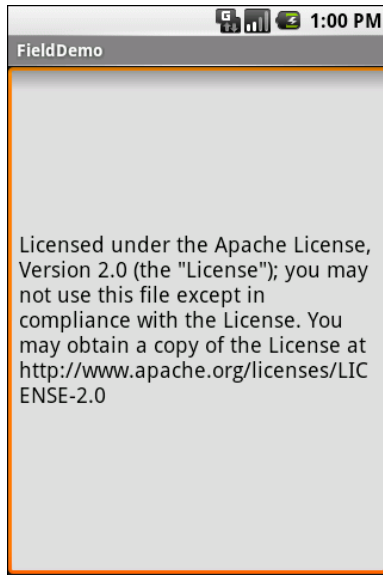 1:00 PM
FieldDemo
Licensed under the Apache License,
Version 2.0 (the "License"); you may
not use this file except in
compliance with the License. You
may obtain a copy of the License at
http://www.apache.org/licenses/LIC
ENSE-2.0